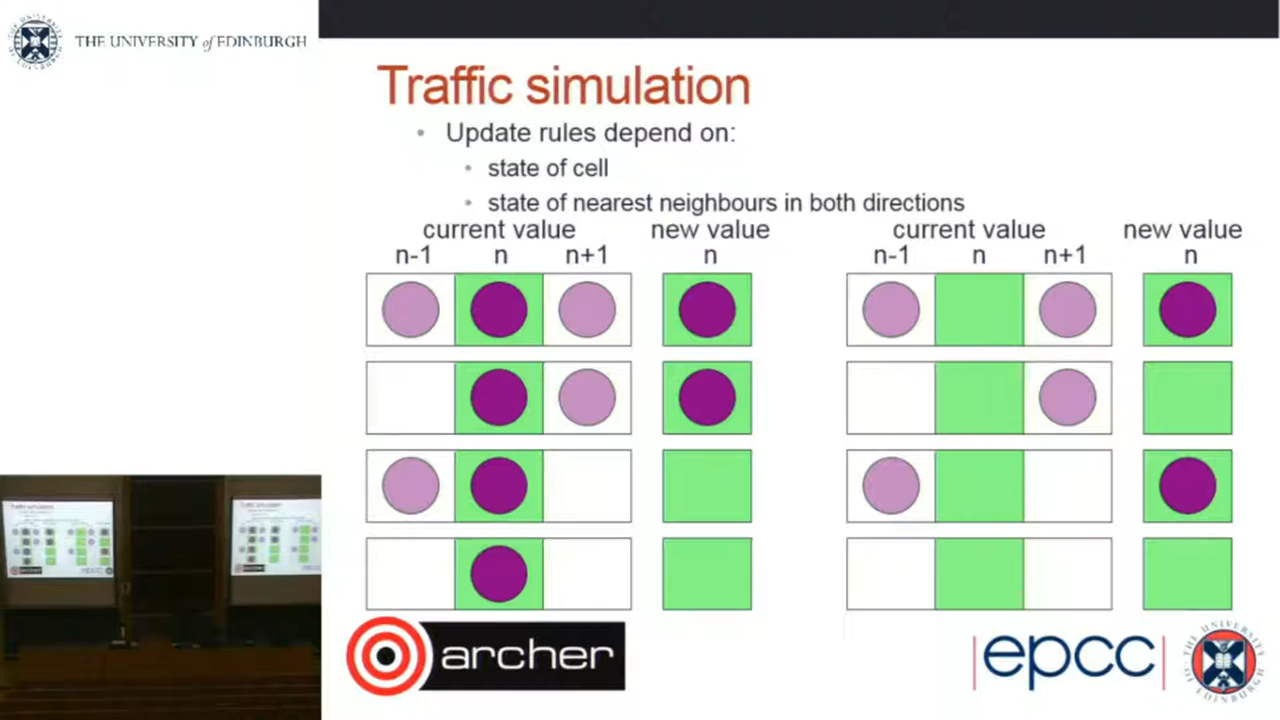 THE UNIVERSITY of EDINBURGH
Traffic simulation
• Update rules depend on:
• state of cell
• state of nearest neighbours in both directions
current value new value current value new value
n-1 n n+1 n n-1 n n+1 n
archer
epcc